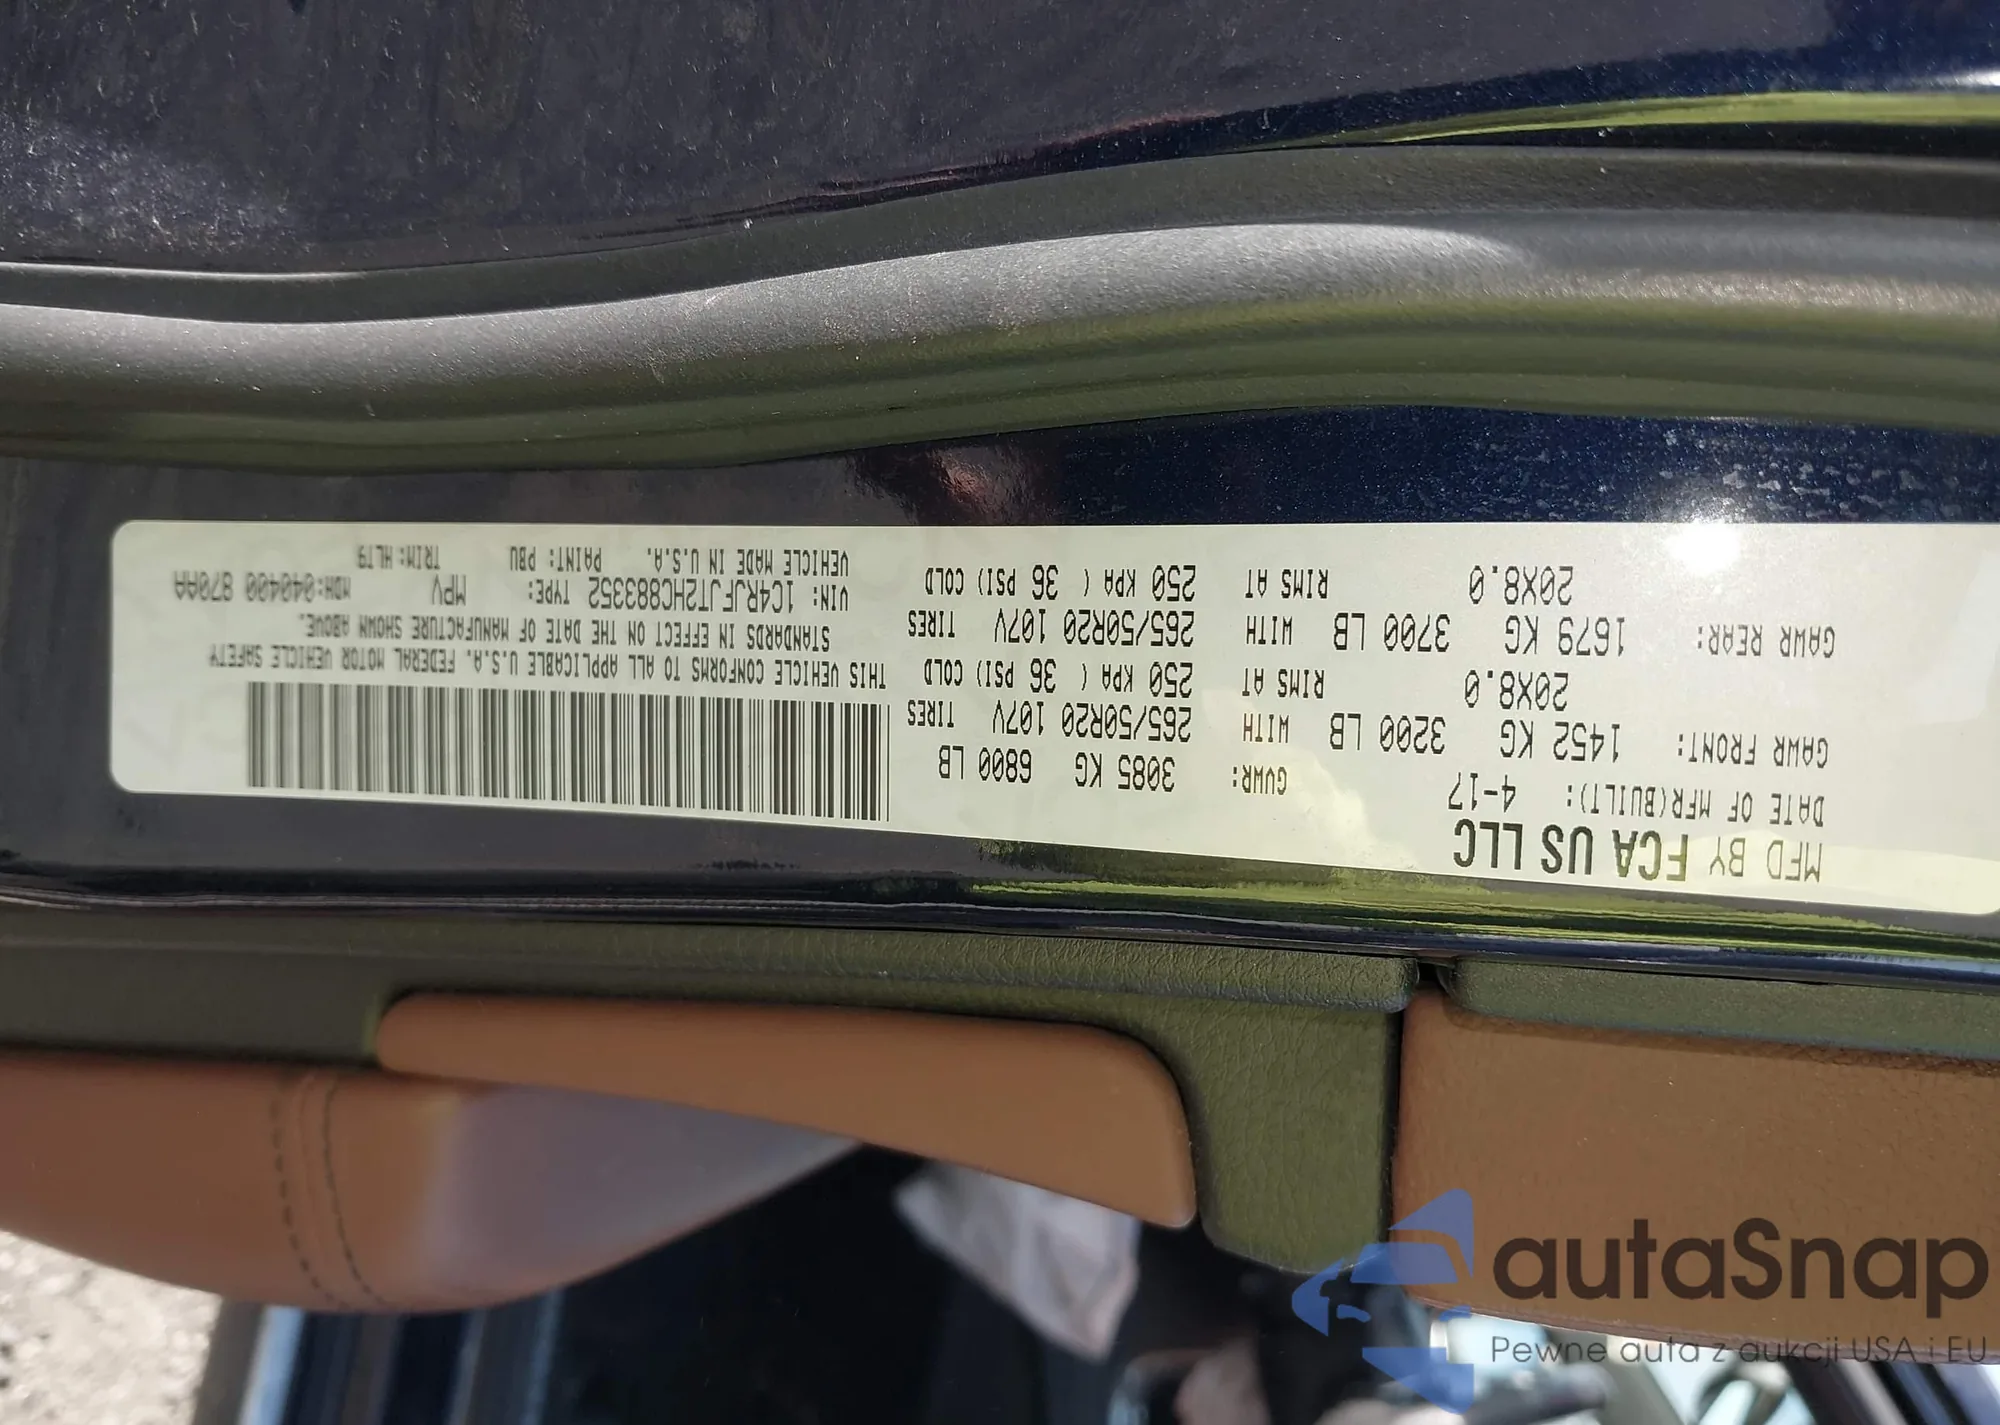 MFD BY FCA US LLC
DATE OF MFR(BUILT): 4-17 GVWR: 3085 KG 6800 LB
GAWR FRONT: 1452 KG 3200 LB WITH 265/50R20 107V TIRES
20X8.0 RIMS AT 250 KPA ( 36 PSI) COLD
GAWR REAR: 1679 KG 3700 LB WITH 265/50R20 107V TIRES
20X8.0 RIMS AT 250 KPA ( 36 PSI) COLD
THIS VEHICLE CONFORMS TO ALL APPLICABLE U.S.A. FEDERAL MOTOR VEHICLE SAFETY
STANDARDS IN EFFECT ON THE DATE OF MANUFACTURE SHOWN ABOVE.
VIN: 1C4RJFJT2HC883352 TYPE: MPV MDH:040400 870AA
VEHICLE MADE IN U.S.A. PAINT: PBU TRIM: HLT9
autaSnap
Pewne auta z aukcji USA i EU